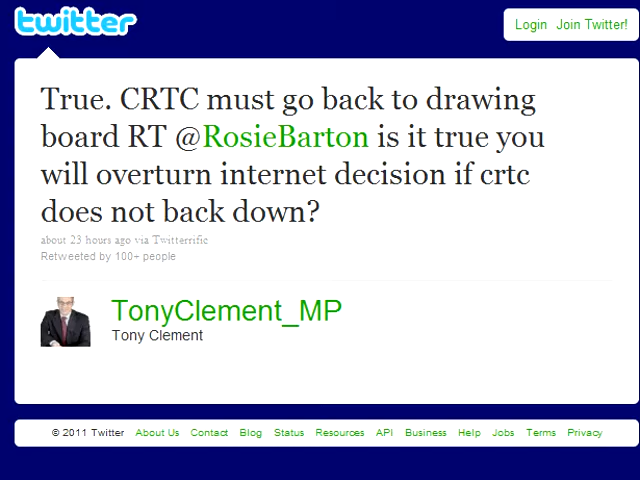 twitter
Login Join Twitter!
True. CRTC must go back to drawing
board RT @RosieBarton is it true you
will overturn internet decision if crtc
does not back down?
about 23 hours ago via Twitterrific
Retweeted by 100+ people
TonyClement_MP
Tony Clement
© 2011 Twitter About Us Contact Blog Status Resources API Business Help Jobs Terms Privacy